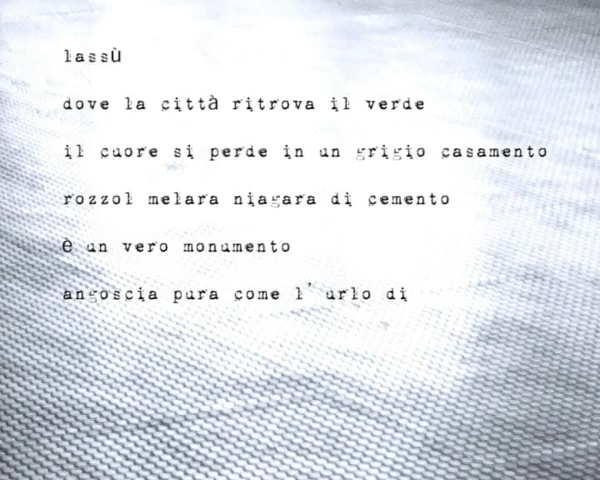 lassù
dove la città ritrova il verde
il cuore si perde in un grigio casamento
rozzol melara niagara di cemento
è un vero monumento
angoscia pura come l' urlo di